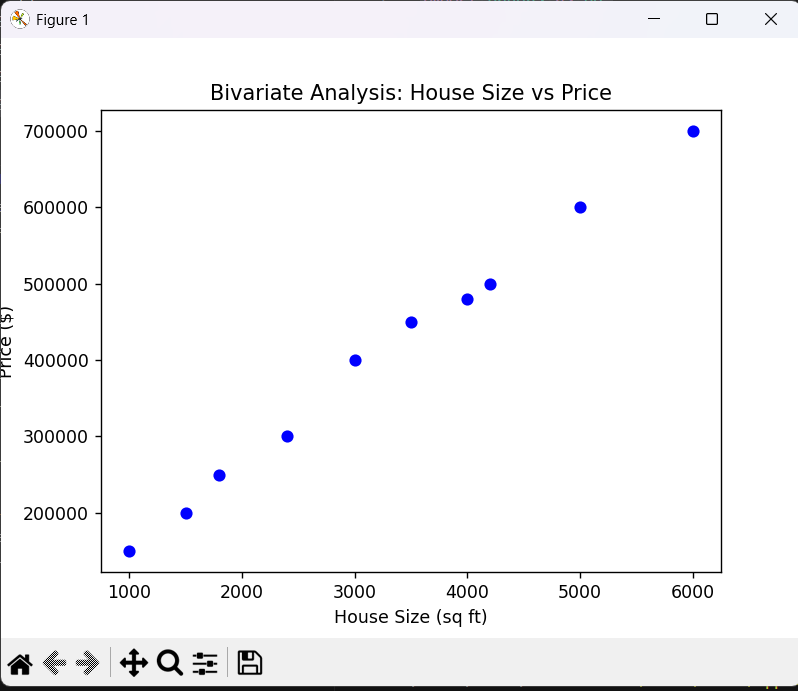 Figure 1
Bivariate Analysis: House Size vs Price
700000
600000
500000
400000
300000
200000
Price ($)
1000 2000 3000 4000 5000 6000
House Size (sq ft)